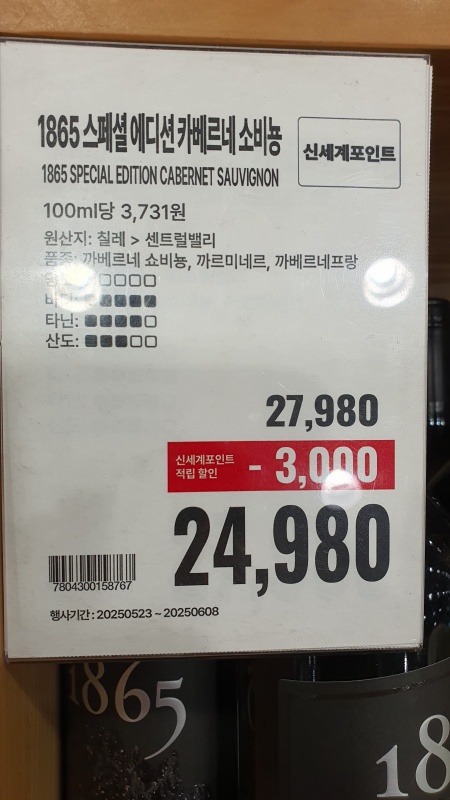 1865 스페셜 에디션 카베르네 소비뇽
1865 SPECIAL EDITION CABERNET SAUVIGNON
신세계포인트
100ml당 3,731원
원산지: 칠레 > 센트럴밸리
품종: 까베르네 쇼비뇽, 까르미네르, 까베르네프랑
타닌: ■■■■□
산도: ■■■□□
27,980
신세계포인트
적립 할인
- 3,000
24,980
7804300158767
행사기간 : 20250523 ~ 20250608
1865
18